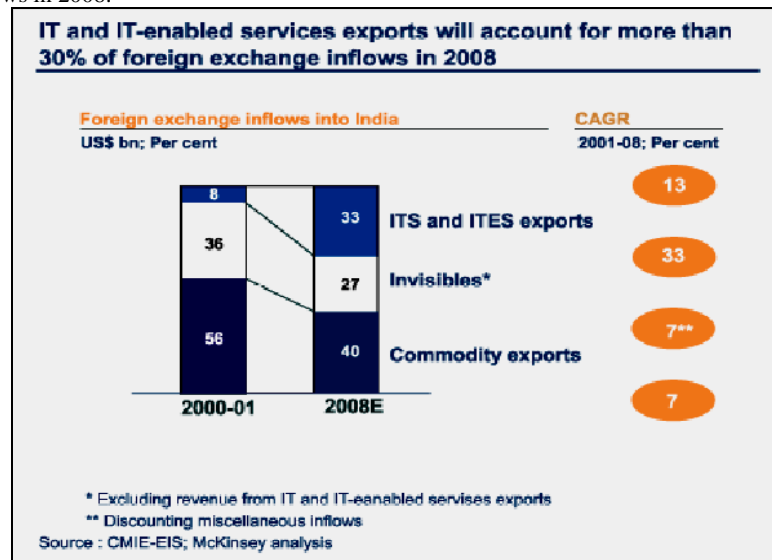 ws in 2008.
IT and IT-enabled services exports will account for more than
30% of foreign exchange inflows in 2008
Foreign exchange inflows into India
CAGR
US$ bn; Per cent
2001-08; Per cent
13
8
33
ITS and ITES exports
36
33
27
Invisibles*
7**
56
40
Commodity exports
7
2000-01
2008E
* Excluding revenue from IT and IT-eanabled servises exports
** Discounting miscellaneous inflows
Source : CMIE-EIS; McKinsey analysis